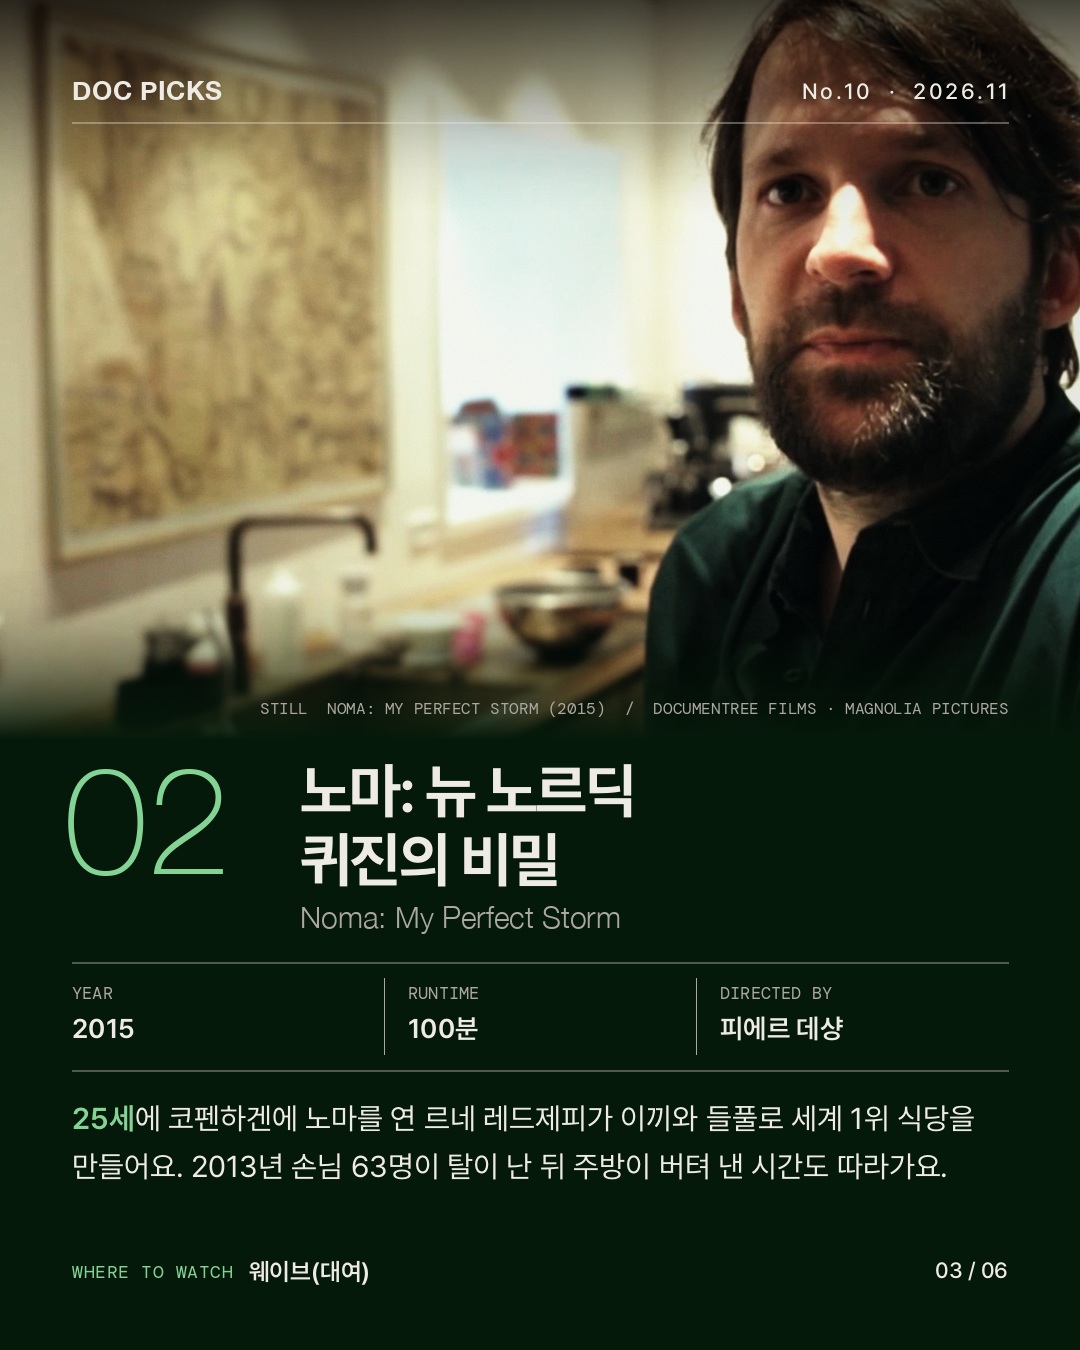 DOC PICKS
No.10 · 2026.11
STILL NOMA: MY PERFECT STORM (2015) / DOCUMENTREE FILMS · MAGNOLIA PICTURES
02
노마: 뉴 노르딕
퀴진의 비밀
Noma: My Perfect Storm
YEAR
2015
RUNTIME
100분
DIRECTED BY
피에르 데샹
25세에 코펜하겐에 노마를 연 르네 레드제피가 이끼와 들풀로 세계 1위 식당을
만들어요. 2013년 손님 63명이 탈이 난 뒤 주방이 버텨 낸 시간도 따라가요.
WHERE TO WATCH 웨이브(대여)
03 / 06